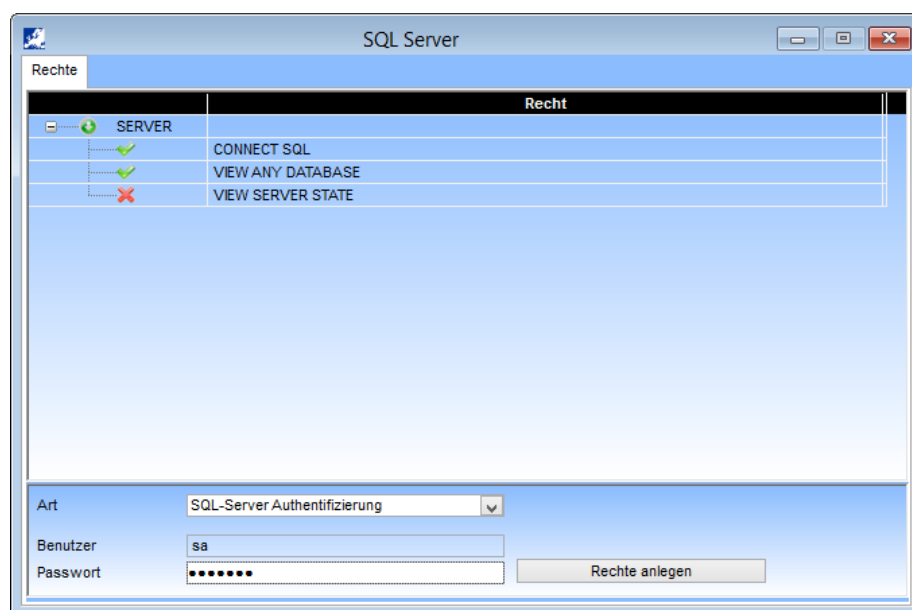 SQL Server
Rechte
Recht
SERVER
CONNECT SQL
VIEW ANY DATABASE
VIEW SERVER STATE
Art SQL-Server Authentifizierung
Benutzer sa
Passwort •••••••
Rechte anlegen